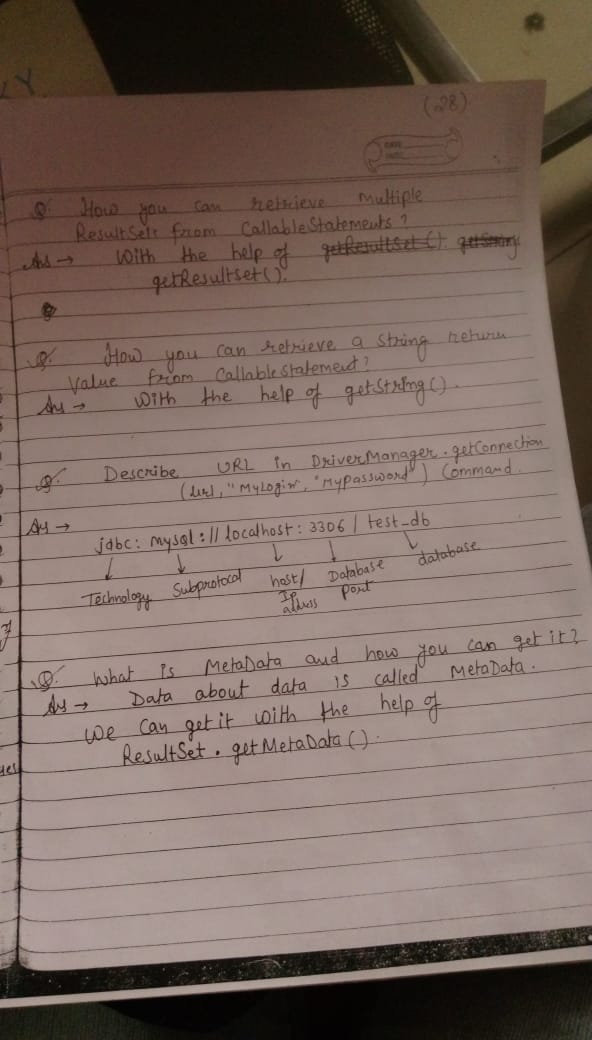 (28)
Q. How you can retrieve multiple
ResultSets from CallableStatements?
Ans → With the help of getResultSet() getString
getResultset().
Q. How you can retrieve a string return
value from Callablestatement?
Ans → With the help of getString().
Q. Describe URL in DriverManager.getConnection
(url, "MyLogin", "MyPassword") Command.
Ans →
jdbc: mysql://localhost:3306/test_db
↓ ↓ ↓ ↓ ↓
Technology Subprotocol host/ Database database
IP port
address
Q. What is MetaData and how you can get it?
Ans → Data about data is called MetaData.
We can get it with the help of
ResultSet.getMetaData().